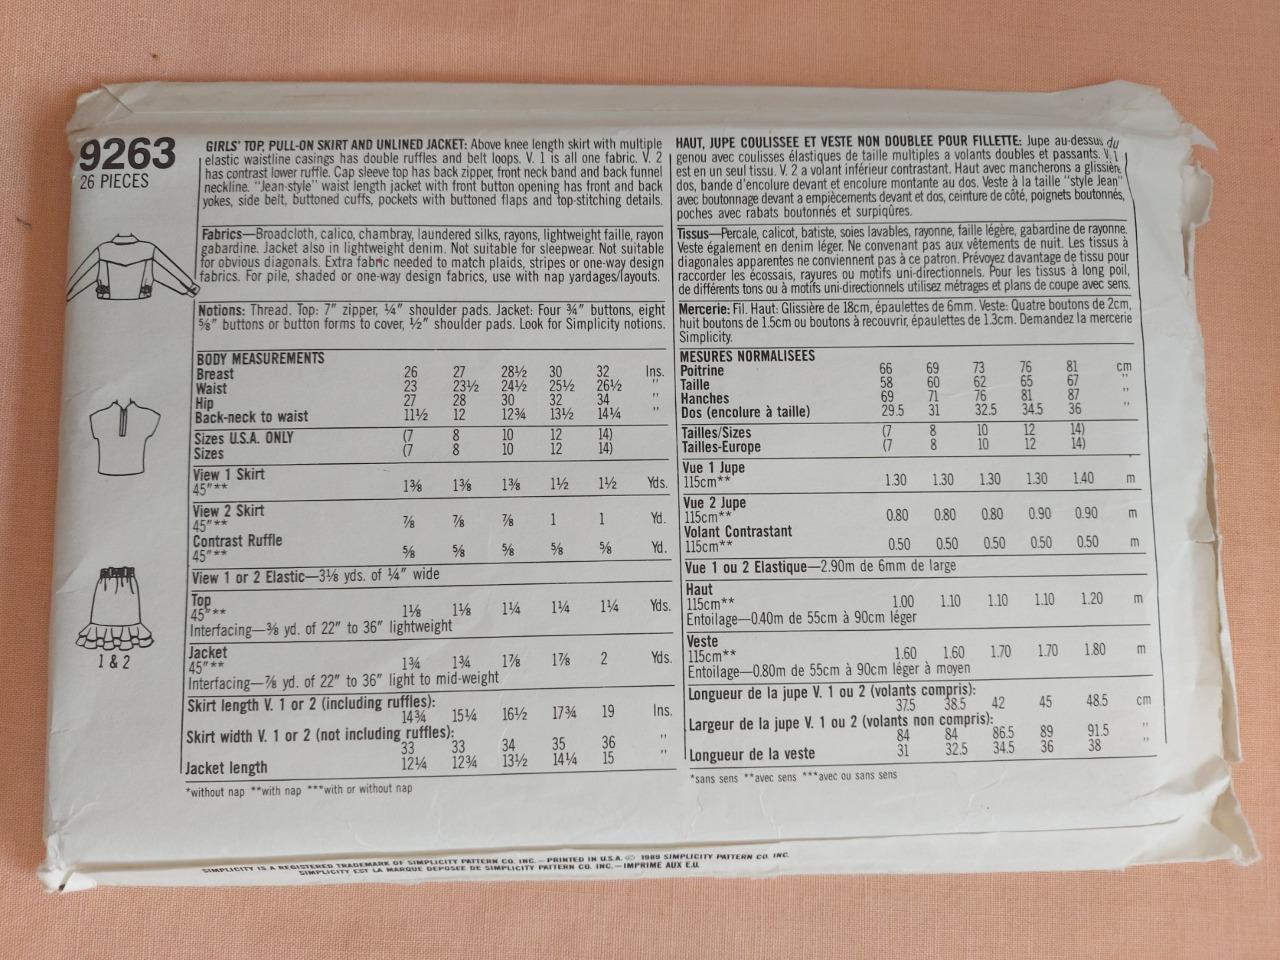 9263
26 PIECES
1 & 2
GIRLS' TOP, PULL-ON SKIRT AND UNLINED JACKET: Above knee length skirt with multiple
elastic waistline casings has double ruffles and belt loops. V. 1 is all one fabric. V. 2
has contrast lower ruffle. Cap sleeve top has back zipper, front neck band and back funnel
neckline. "Jean-style" waist length jacket with front button opening has front and back
yokes, side belt, buttoned cuffs, pockets with buttoned flaps and top-stitching details.
Fabrics—Broadcloth, calico, chambray, laundered silks, rayons, lightweight faille, rayon
gabardine. Jacket also in lightweight denim. Not suitable for sleepwear. Not suitable
for obvious diagonals. Extra fabric needed to match plaids, stripes or one-way design
fabrics. For pile, shaded or one-way design fabrics, use with nap yardages/layouts.
Notions: Thread. Top: 7" zipper, ¼" shoulder pads. Jacket: Four ¾" buttons, eight
⅝" buttons or button forms to cover, ½" shoulder pads. Look for Simplicity notions.
BODY MEASUREMENTS
Breast 26 27 28½ 30 32 Ins.
Waist 23 23½ 24½ 25½ 26½ "
Hip 27 28 30 32 34 "
Back-neck to waist 11½ 12 12¾ 13½ 14¼ "
Sizes U.S.A. ONLY (7 8 10 12 14)
Sizes (7 8 10 12 14)
View 1 Skirt
45"** 1⅜ 1⅜ 1⅜ 1½ 1½ Yds.
View 2 Skirt
45"** ⅞ ⅞ ⅞ 1 1 Yd.
Contrast Ruffle
45"** ⅝ ⅝ ⅝ ⅝ ⅝ Yd.
View 1 or 2 Elastic—3⅛ yds. of ¼" wide
Top
45"** 1⅛ 1⅛ 1¼ 1¼ 1¼ Yds.
Interfacing—⅜ yd. of 22" to 36" lightweight
Jacket
45"** 1¾ 1¾ 1⅞ 1⅞ 2 Yds.
Interfacing—⅞ yd. of 22" to 36" light to mid-weight
Skirt length V. 1 or 2 (including ruffles):
14¾ 15¼ 16½ 17¾ 19 Ins.
Skirt width V. 1 or 2 (not including ruffles):
33 33 34 35 36 "
Jacket length 12¼ 12¾ 13½ 14¼ 15 "
*without nap **with nap ***with or without nap
HAUT, JUPE COULISSEE ET VESTE NON DOUBLEE POUR FILLETTE: Jupe au-dessus du
genou avec coulisses élastiques de taille multiples a volants doubles et passants. V. 1
est en un seul tissu. V. 2 a volant inférieur contrastant. Haut avec mancherons a glissière
dos, bande d'encolure devant et encolure montante au dos. Veste à la taille "style Jean"
avec boutonnage devant a empiècements devant et dos, ceinture de côté, poignets boutonnés,
poches avec rabats boutonnés et surpiqûres.
Tissus—Percale, calicot, batiste, soies lavables, rayonne, faille légère, gabardine de rayonne.
Veste également en denim léger. Ne convenant pas aux vêtements de nuit. Les tissus à
diagonales apparentes ne conviennent pas à ce patron. Prévoyez davantage de tissu pour
raccorder les écossais, rayures ou motifs uni-directionnels. Pour les tissus à long poil,
de différents tons ou à motifs uni-directionnels utilisez métrages et plans de coupe avec sens.
Mercerie: Fil. Haut: Glissière de 18cm, épaulettes de 6mm. Veste: Quatre boutons de 2cm,
huit boutons de 1.5cm ou boutons à recouvrir, épaulettes de 1.3cm. Demandez la mercerie
Simplicity.
MESURES NORMALISEES
Poitrine 66 69 73 76 81 cm
Taille 58 60 62 65 67 "
Hanches 69 71 76 81 87 "
Dos (encolure à taille) 29.5 31 32.5 34.5 36 "
Tailles/Sizes (7 8 10 12 14)
Tailles-Europe (7 8 10 12 14)
Vue 1 Jupe
115cm** 1.30 1.30 1.30 1.30 1.40 m
Vue 2 Jupe
115cm** 0.80 0.80 0.80 0.90 0.90 m
Volant Contrastant
115cm** 0.50 0.50 0.50 0.50 0.50 m
Vue 1 ou 2 Elastique—2.90m de 6mm de large
Haut
115cm** 1.00 1.10 1.10 1.10 1.20 m
Entoilage—0.40m de 55cm à 90cm léger
Veste
115cm** 1.60 1.60 1.70 1.70 1.80 m
Entoilage—0.80m de 55cm à 90cm léger à moyen
Longueur de la jupe V. 1 ou 2 (volants compris):
37.5 38.5 42 45 48.5 cm
Largeur de la jupe V. 1 ou 2 (volants non compris):
84 84 86.5 89 91.5 "
Longueur de la veste 31 32.5 34.5 36 38 "
*sans sens **avec sens ***avec ou sans sens
SIMPLICITY IS A REGISTERED TRADEMARK OF SIMPLICITY PATTERN CO. INC. — PRINTED IN U.S.A. © 1989 SIMPLICITY PATTERN CO. INC.
SIMPLICITY EST LA MARQUE DEPOSEE DE SIMPLICITY PATTERN CO. INC. — IMPRIME AUX E.U.